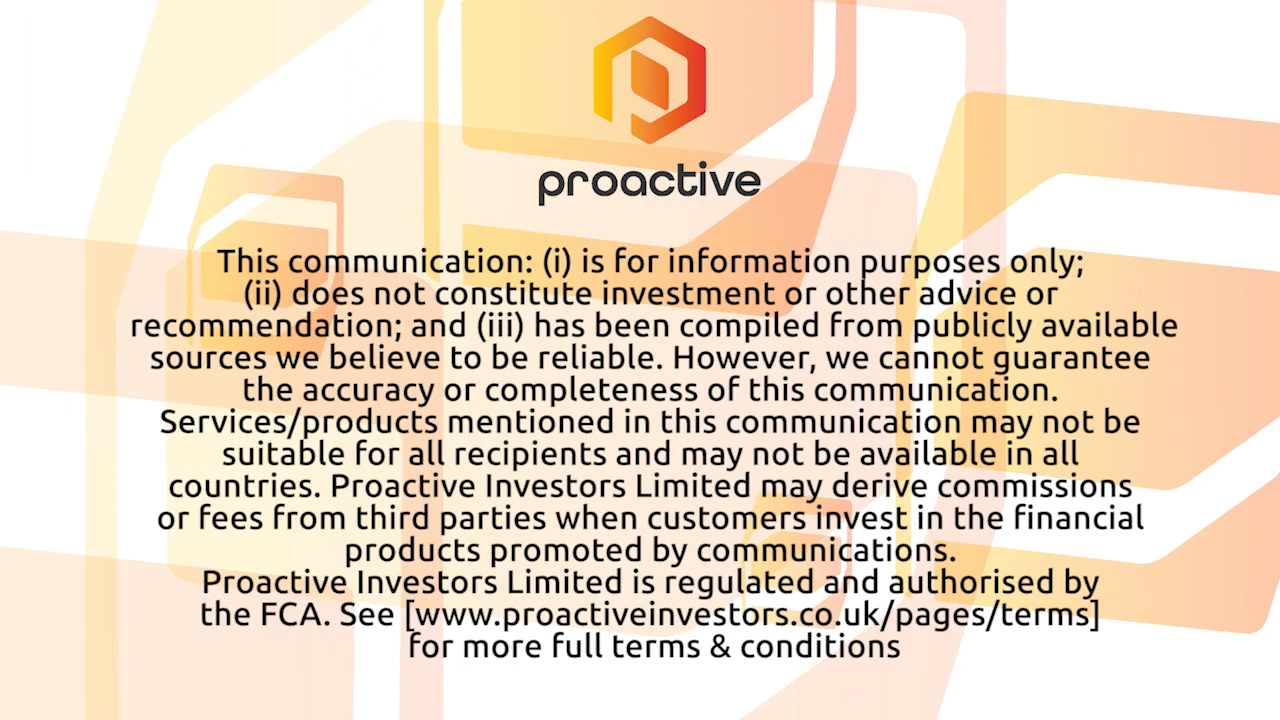 proactive
This communication: (i) is for information purposes only;
(ii) does not constitute investment or other advice or
recommendation; and (iii) has been compiled from publicly available
sources we believe to be reliable. However, we cannot guarantee
the accuracy or completeness of this communication.
Services/products mentioned in this communication may not be
suitable for all recipients and may not be available in all
countries. Proactive Investors Limited may derive commissions
or fees from third parties when customers invest in the financial
products promoted by communications.
Proactive Investors Limited is regulated and authorised by
the FCA. See [www.proactiveinvestors.co.uk/pages/terms]
for more full terms & conditions